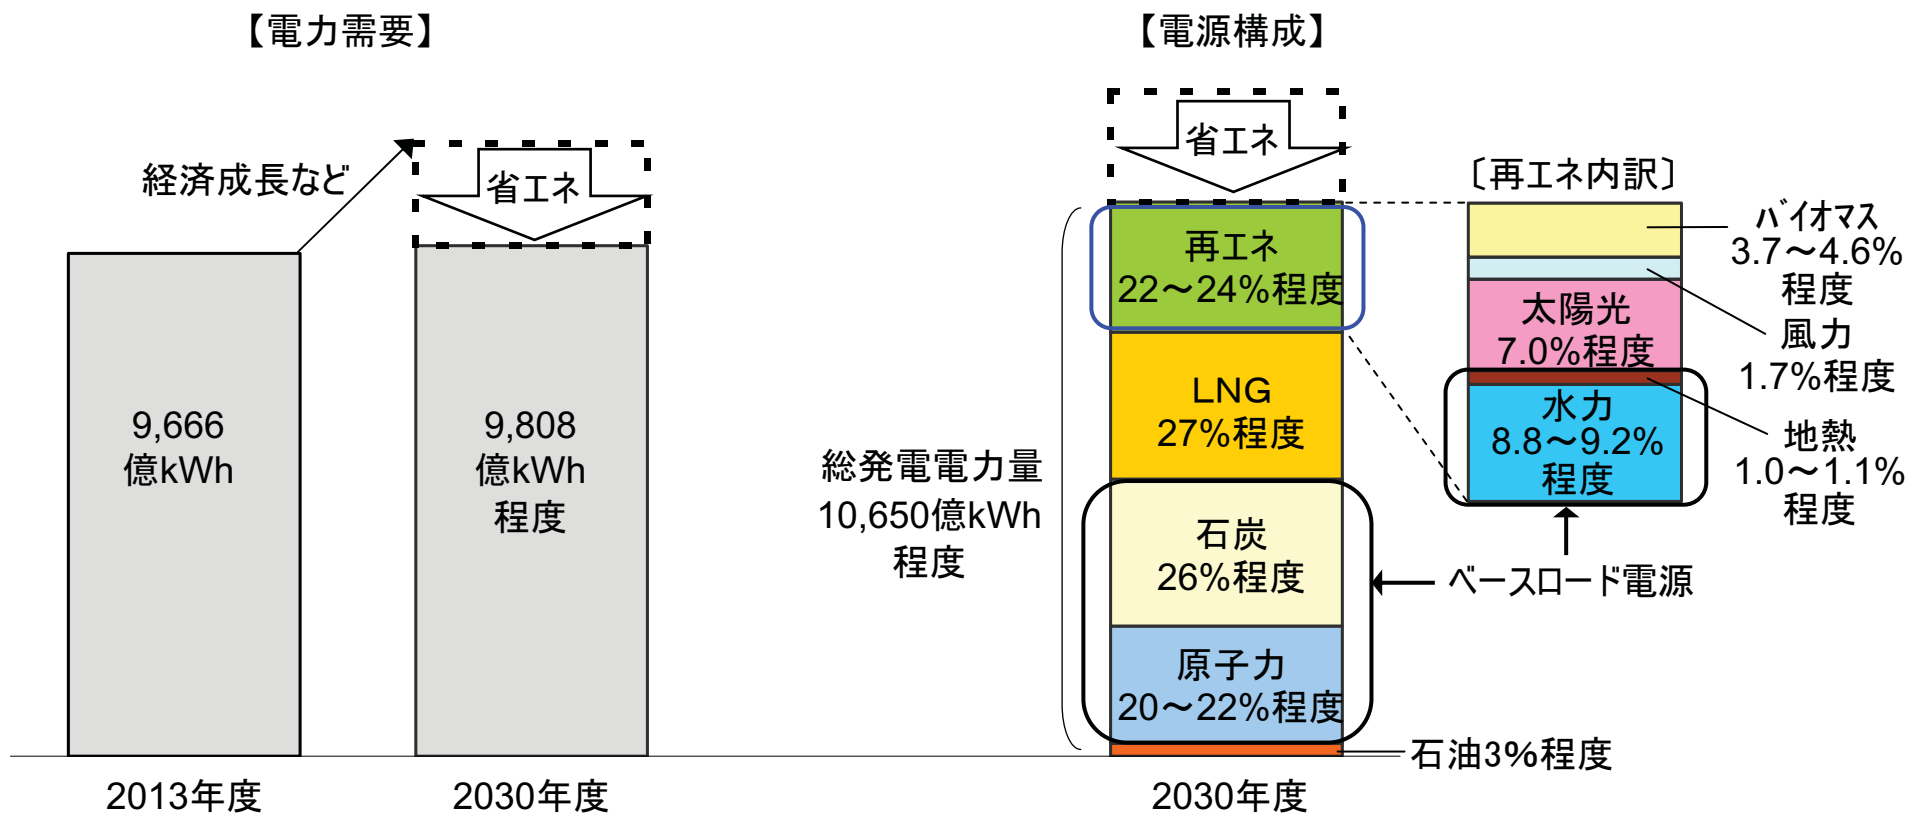 【電力需要】
経済成長など
省エネ
9,666
億kWh
9,808
億kWh
程度
2013年度
2030年度
【電源構成】
省エネ
総発電電力量
10,650億kWh
程度
再エネ
22～24%程度
LNG
27%程度
石炭
26%程度
原子力
20～22%程度
石油3%程度
2030年度
ベースロード電源
〔再エネ内訳〕
バイオマス
3.7～4.6%
程度
風力
1.7%程度
太陽光
7.0%程度
地熱
1.0～1.1%
程度
水力
8.8～9.2%
程度